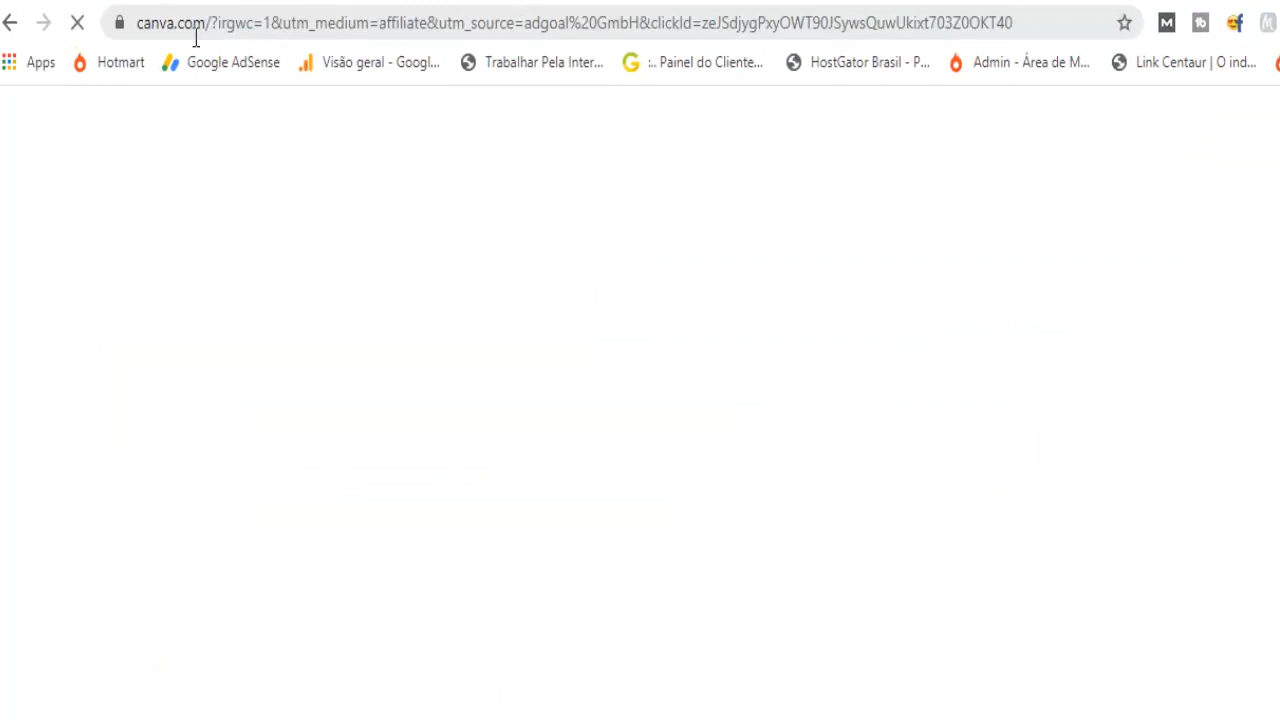 canva.com/?irgwc=1&utm_medium=affiliate&utm_source=adgoal%20GmbH&clickId=zeJSdjygPxyOWT90JSywsQuwUkixt703Z0OKT40
Apps Hotmart Google AdSense Visão geral - Googl... Trabalhar Pela Inter... :.. Painel do Cliente... HostGator Brasil - P... Admin - Área de M... Link Centaur | O ind...